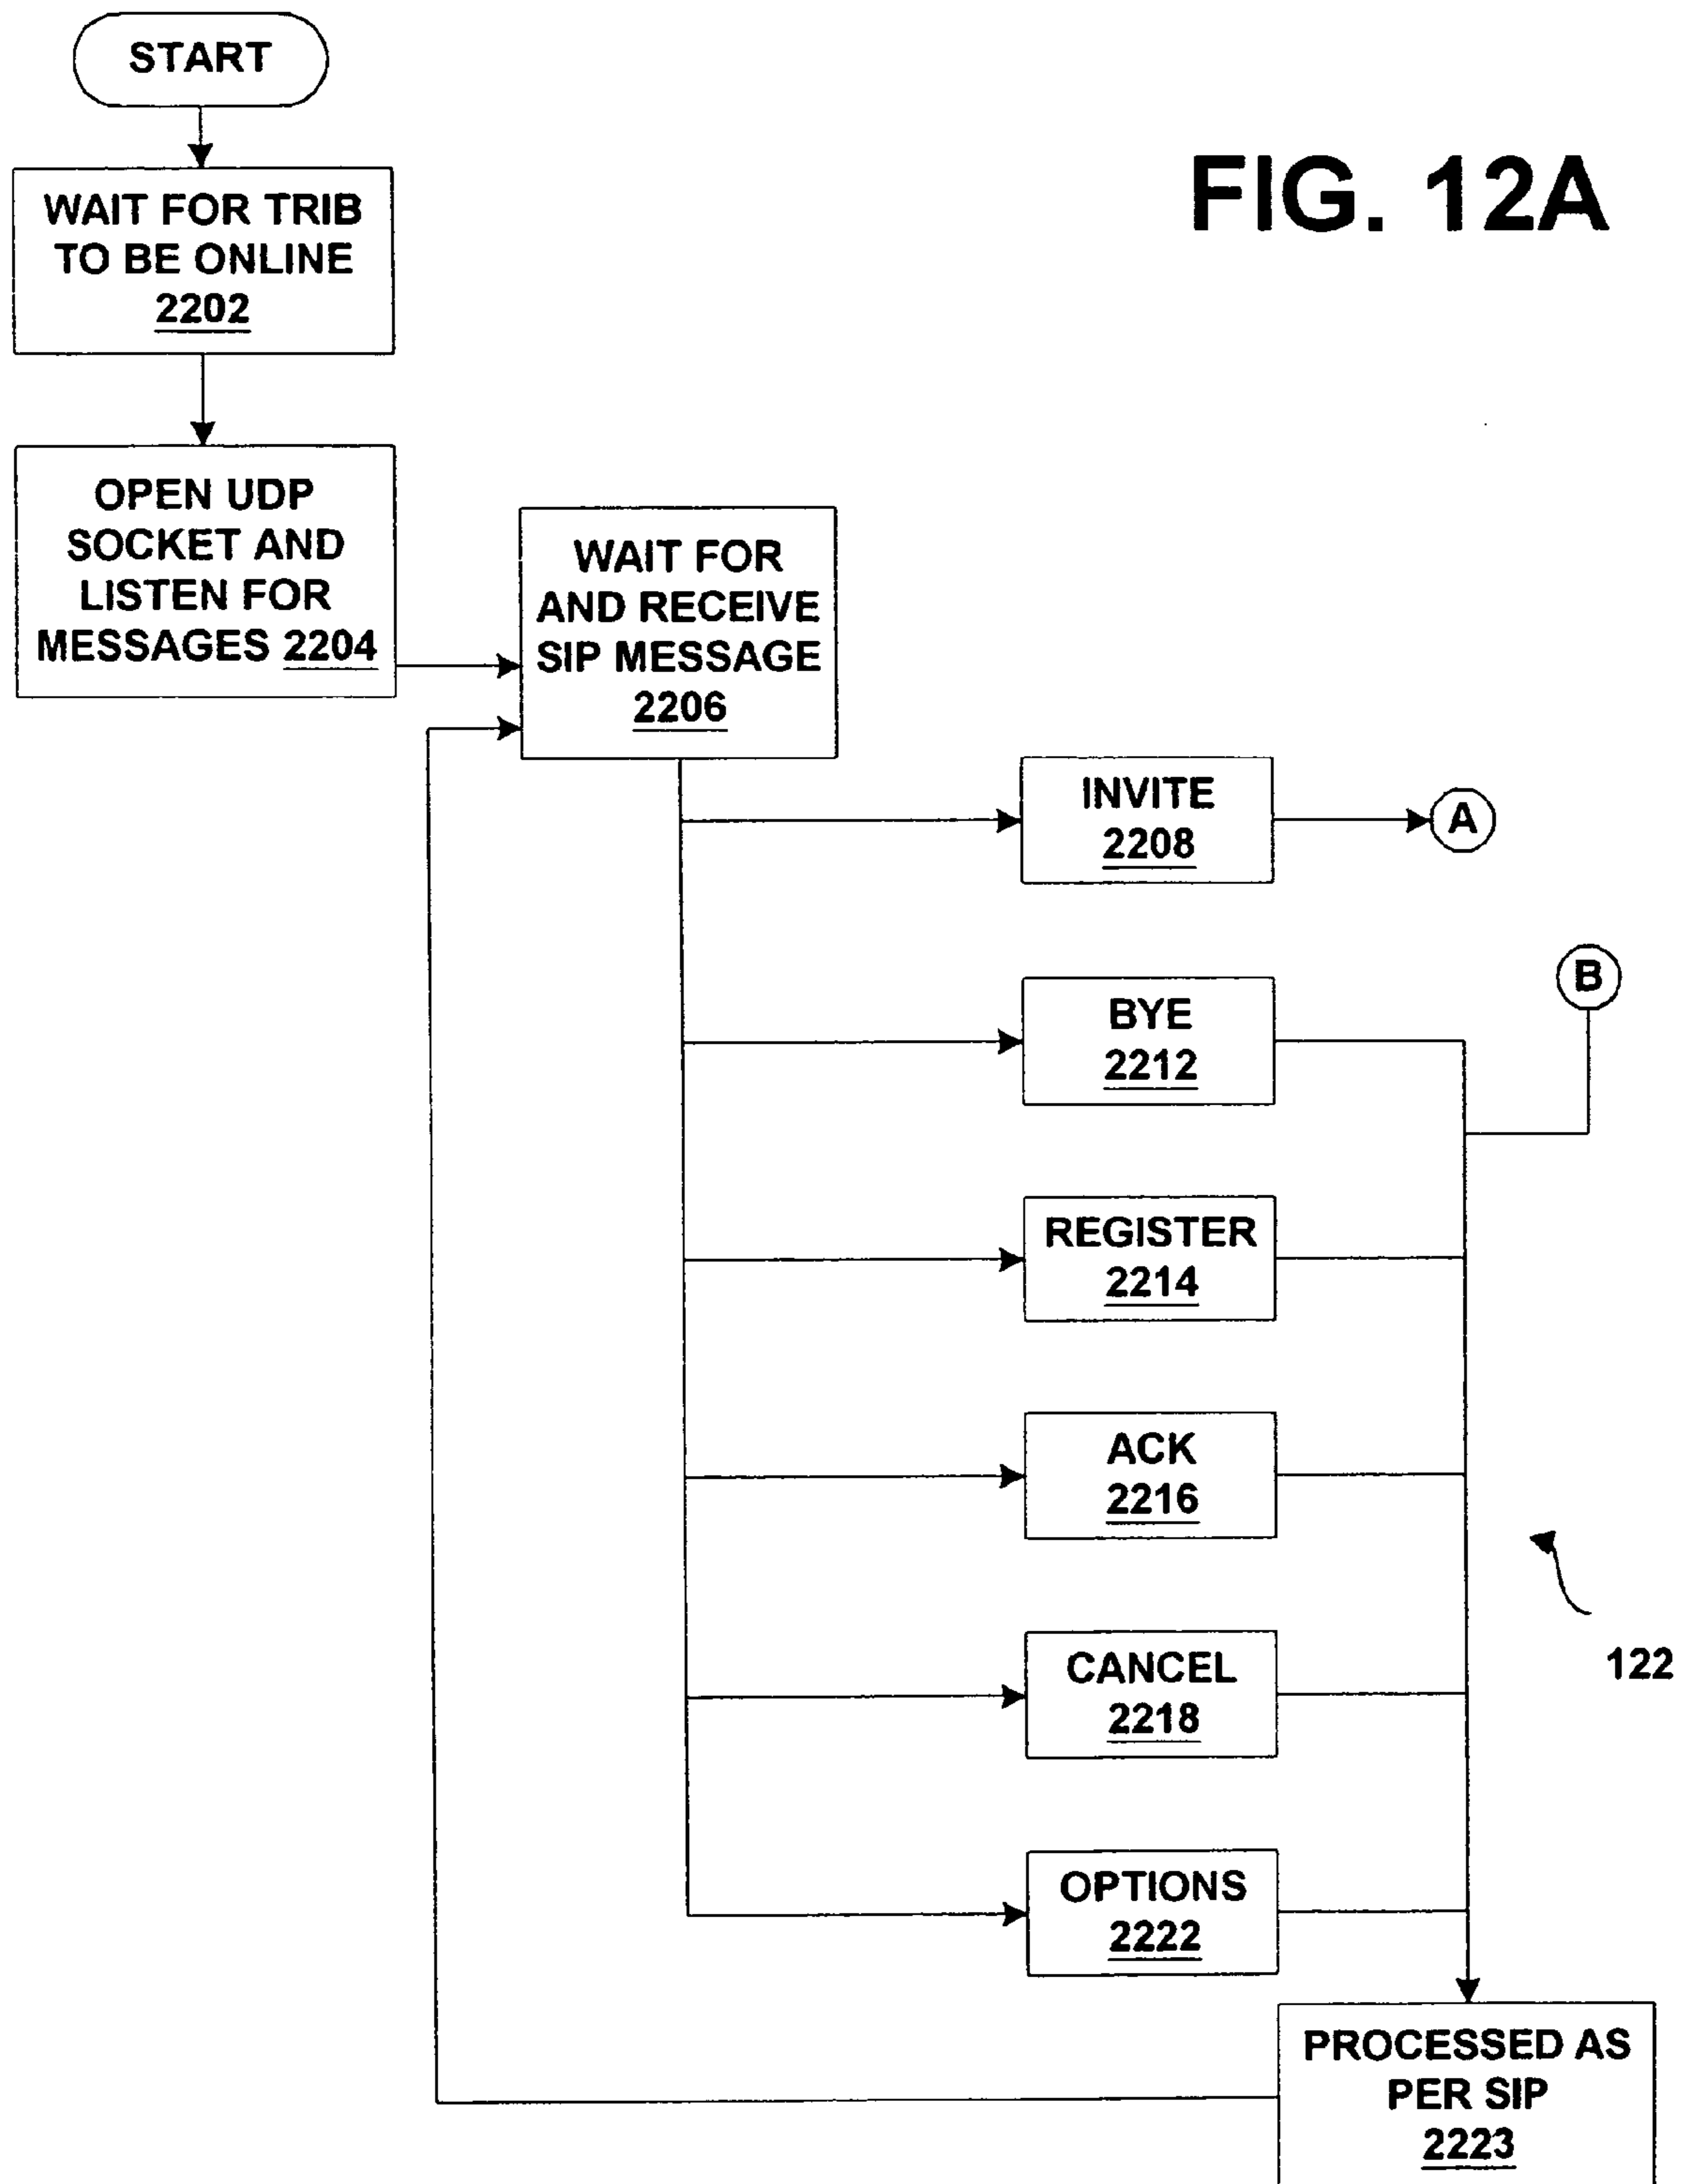 START
FIG. 12A
WAIT FOR TRIB
TO BE ONLINE
2202
OPEN UDP
SOCKET AND
LISTEN FOR
MESSAGES 2204
WAIT FOR
AND RECEIVE
SIP MESSAGE
2206
INVITE
2208
A
B
BYE
2212
REGISTER
2214
ACK
2216
122
CANCEL
2218
OPTIONS
2222
PROCESSED AS
PER SIP
2223